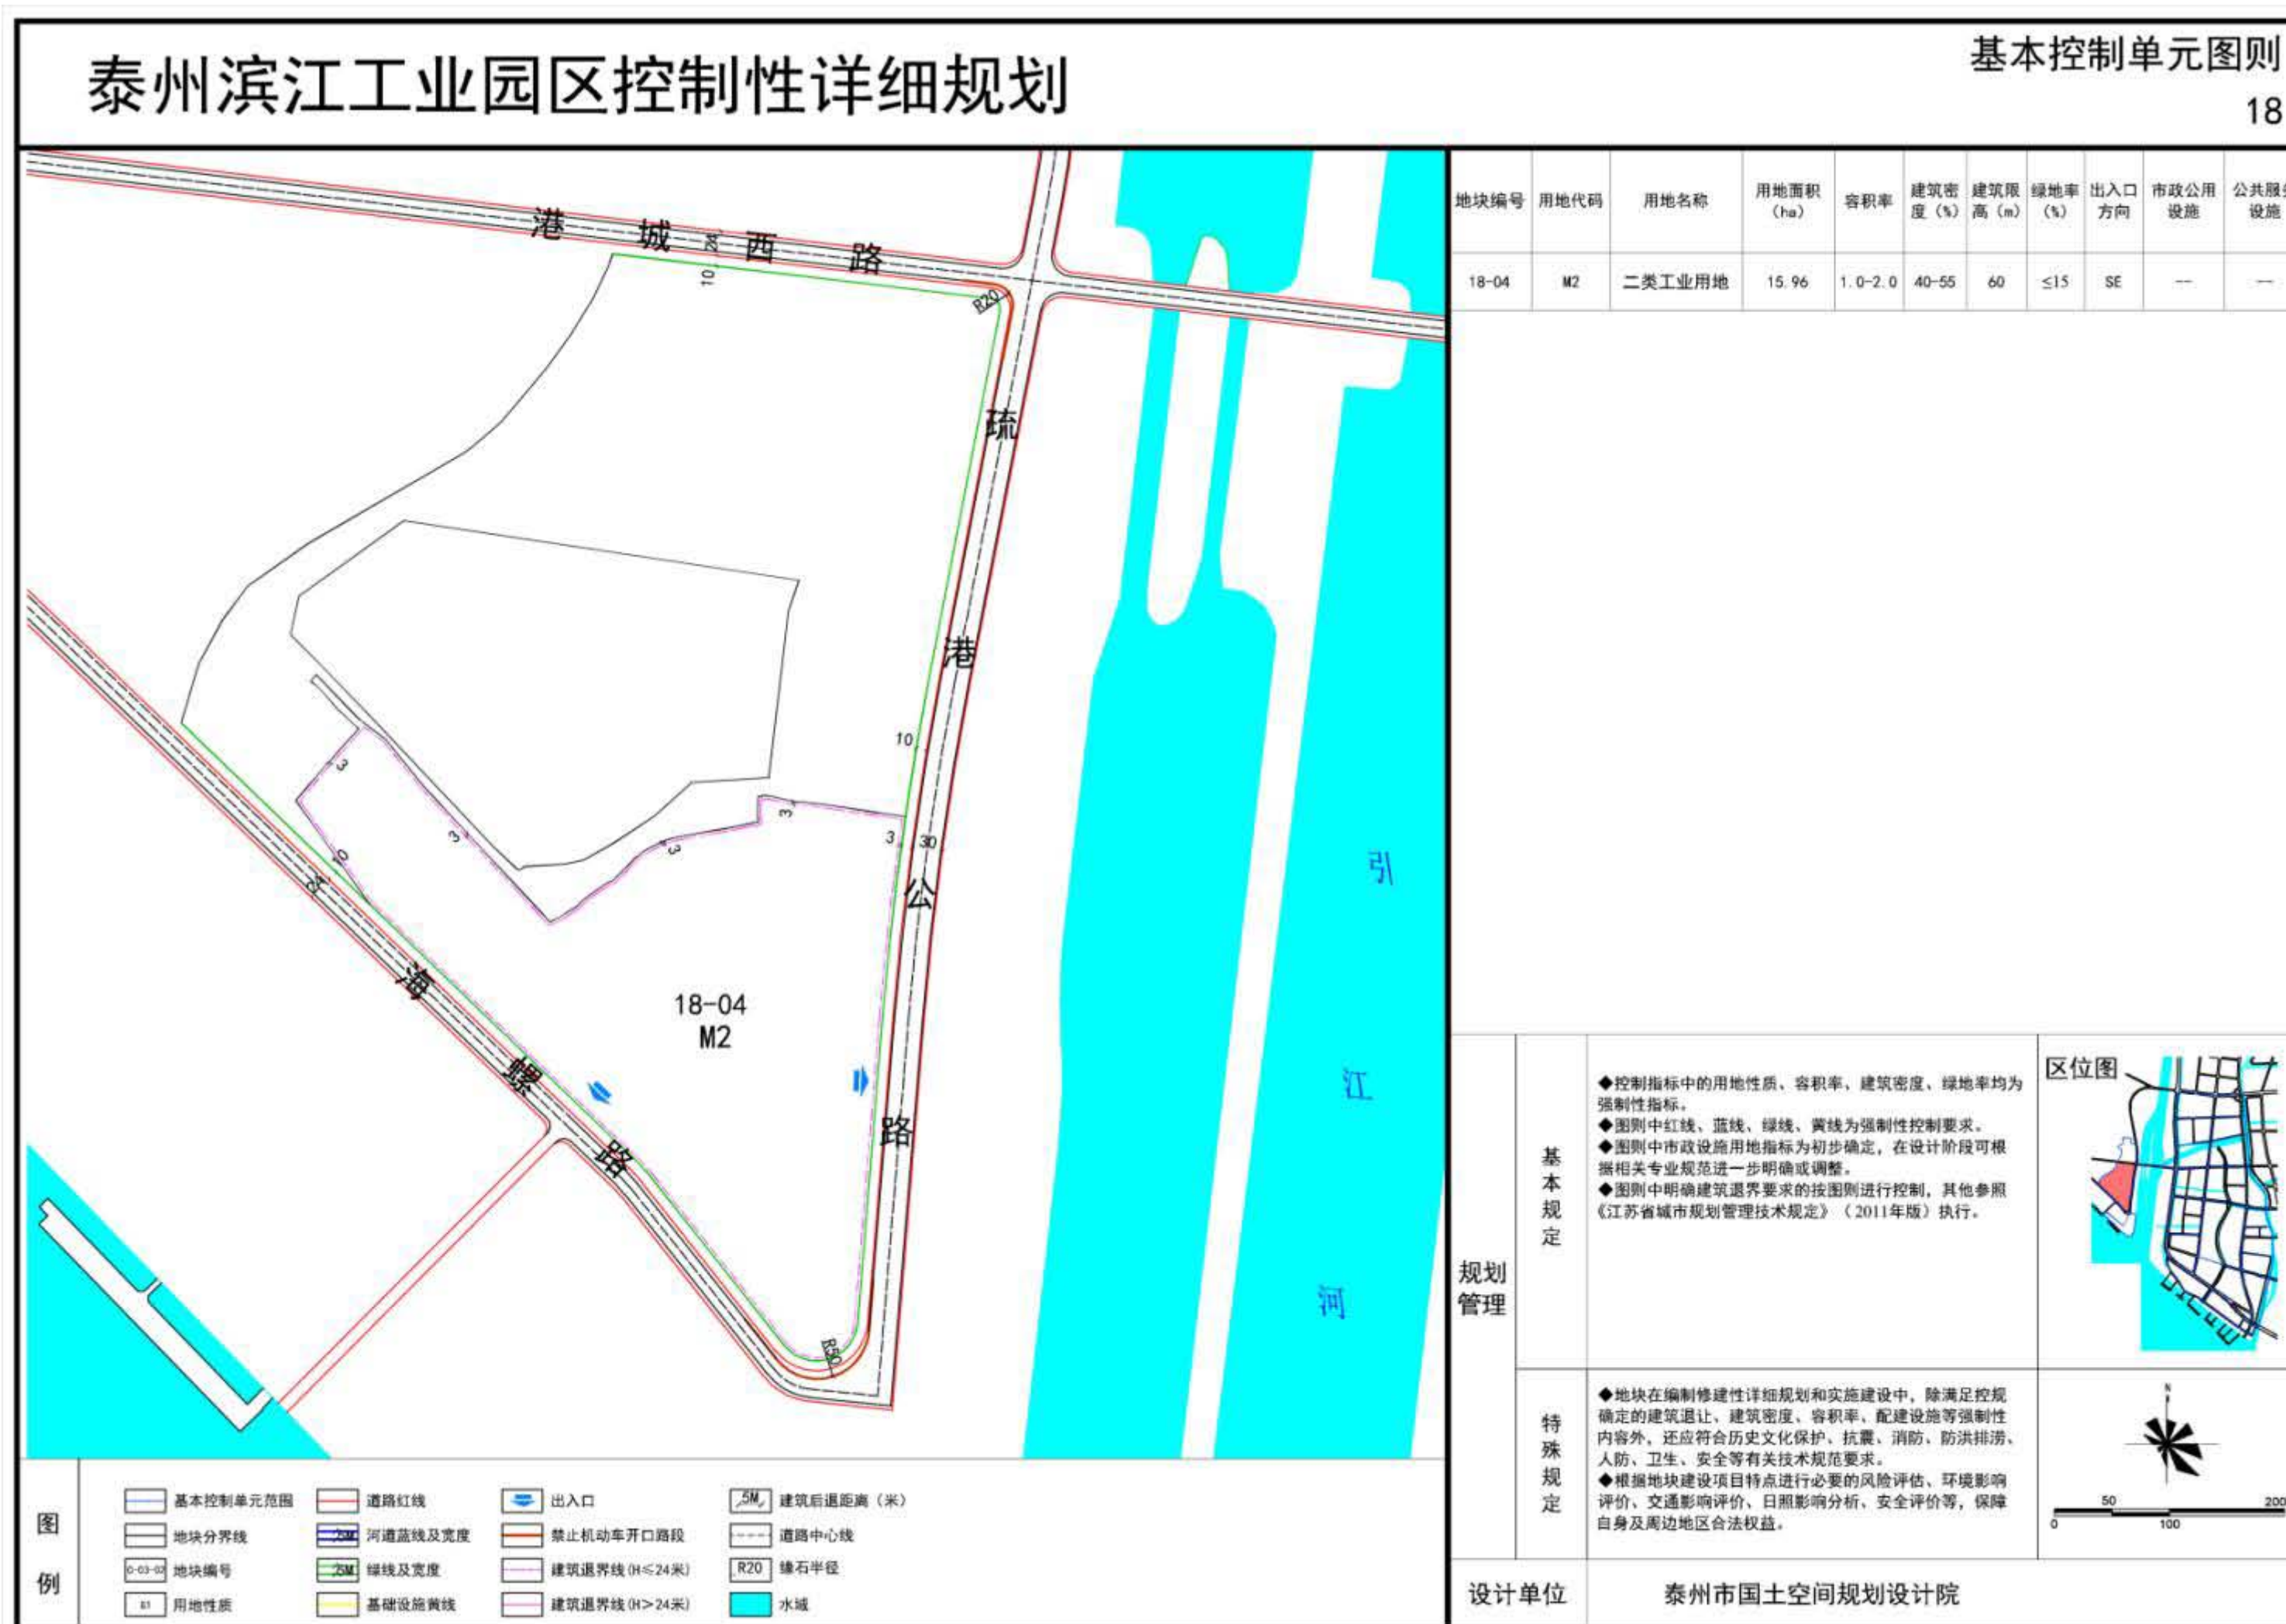 泰州滨江工业园区控制性详细规划
基本控制单元图则
18
地块编号 用地代码 用地名称 用地面积（ha） 容积率 建筑密度（%） 建筑限高（m） 绿地率（%） 出入口方向 市政公用设施 公共服务设施
18-04 M2 二类工业用地 15.96 1.0-2.0 40-55 60 ≤15 SE -- --
港城西路
10 28
R20
琉港公路
10
3 30
3
3
3
3
10
24
海螺路
18-04
M2
R50
引江河
规划管理
基本规定
◆控制指标中的用地性质、容积率、建筑密度、绿地率均为
强制性指标。
◆图则中红线、蓝线、绿线、黄线为强制性控制要求。
◆图则中市政设施用地指标为初步确定，在设计阶段可根
据相关专业规范进一步明确或调整。
◆图则中明确建筑退界要求的按图则进行控制，其他参照
《江苏省城市规划管理技术规定》（2011年版）执行。
区位图
特殊规定
◆地块在编制修建性详细规划和实施建设中，除满足控规
确定的建筑退让、建筑密度、容积率、配建设施等强制性
内容外，还应符合历史文化保护、抗震、消防、防洪排涝、
人防、卫生、安全等有关技术规范要求。
◆根据地块建设项目特点进行必要的风险评估、环境影响
评价、交通影响评价、日照影响分析、安全评价等，保障
自身及周边地区合法权益。
N
50 200
0 100
设计单位 泰州市国土空间规划设计院
图例
基本控制单元范围 道路红线 出入口 5M 建筑后退距离（米）
地块分界线 河道蓝线及宽度 禁止机动车开口路段 道路中心线
地块编号 绿线及宽度 建筑退界线（H≤24米） R20 缘石半径
用地性质 基础设施黄线 建筑退界线（H＞24米） 水域